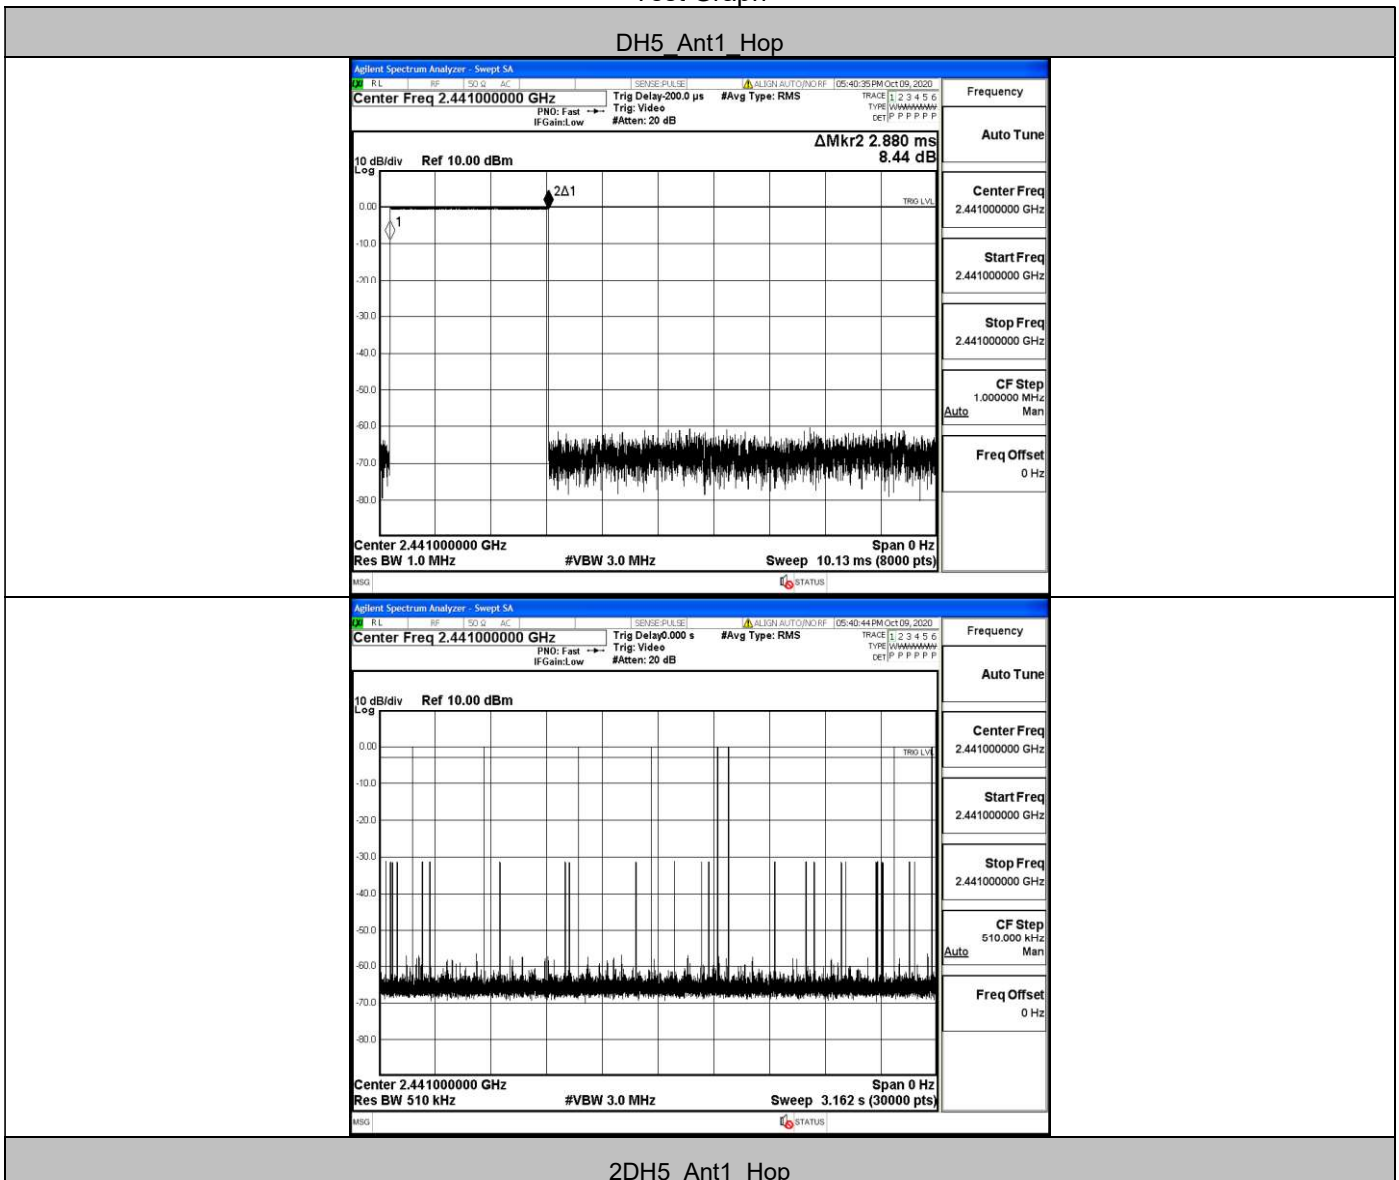 Test Graph
DH5_Ant1_Hop
Agilent Spectrum Analyzer - Swept SA
RL RF 50 Ω AC SENSE:PULSE ALIGN AUTO/NO RF 05:40:35 PM Oct 09, 2020
Center Freq 2.441000000 GHz
PNO: Fast
IFGain:Low
Trig Delay-200.0 µs
Trig: Video
#Atten: 20 dB
#Avg Type: RMS
TRACE 1 2 3 4 5 6
TYPE
DET P P P P P P
Frequency
Auto Tune
ΔMkr2 2.880 ms
8.44 dB
10 dB/div Ref 10.00 dBm
Log
2Δ1
TRIG LVL
1
0.00
-10.0
-20.0
-30.0
-40.0
-50.0
-60.0
-70.0
-80.0
Center Freq
2.441000000 GHz
Start Freq
2.441000000 GHz
Stop Freq
2.441000000 GHz
CF Step
1.000000 MHz
Auto Man
Freq Offset
0 Hz
Center 2.441000000 GHz Span 0 Hz
Res BW 1.0 MHz #VBW 3.0 MHz Sweep 10.13 ms (8000 pts)
MSG STATUS
Agilent Spectrum Analyzer - Swept SA
RL RF 50 Ω AC SENSE:PULSE ALIGN AUTO/NO RF 05:40:44 PM Oct 09, 2020
Center Freq 2.441000000 GHz
PNO: Fast
IFGain:Low
Trig Delay0.000 s
Trig: Video
#Atten: 20 dB
#Avg Type: RMS
TRACE 1 2 3 4 5 6
TYPE
DET P P P P P P
Frequency
Auto Tune
10 dB/div Ref 10.00 dBm
Log
TRIG LVL
0.00
-10.0
-20.0
-30.0
-40.0
-50.0
-60.0
-70.0
-80.0
Center Freq
2.441000000 GHz
Start Freq
2.441000000 GHz
Stop Freq
2.441000000 GHz
CF Step
510.000 kHz
Auto Man
Freq Offset
0 Hz
Center 2.441000000 GHz Span 0 Hz
Res BW 510 kHz #VBW 3.0 MHz Sweep 3.162 s (30000 pts)
MSG STATUS
2DH5_Ant1_Hop